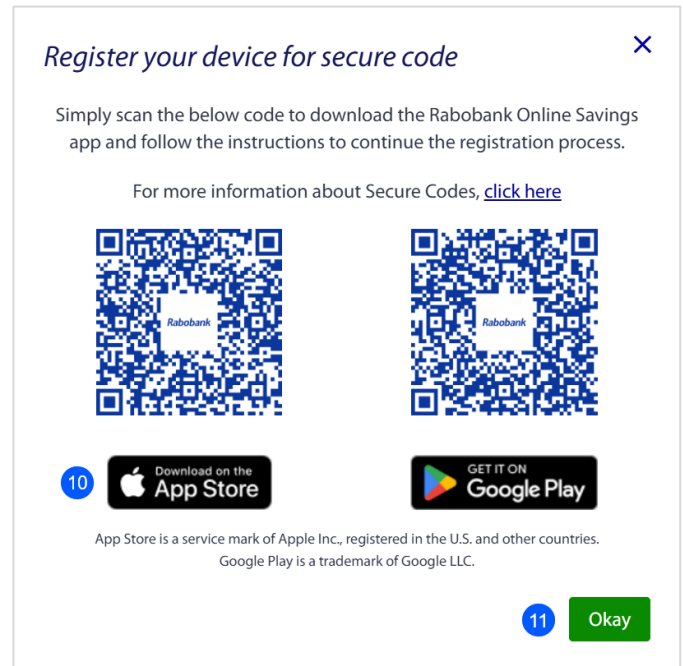 Register your device for secure code
Simply scan the below code to download the Rabobank Online Savings
app and follow the instructions to continue the registration process.
For more information about Secure Codes, click here
Rabobank
Rabobank
10
Download on the
App Store
GET IT ON
Google Play
App Store is a service mark of Apple Inc., registered in the U.S. and other countries.
Google Play is a trademark of Google LLC.
11
Okay